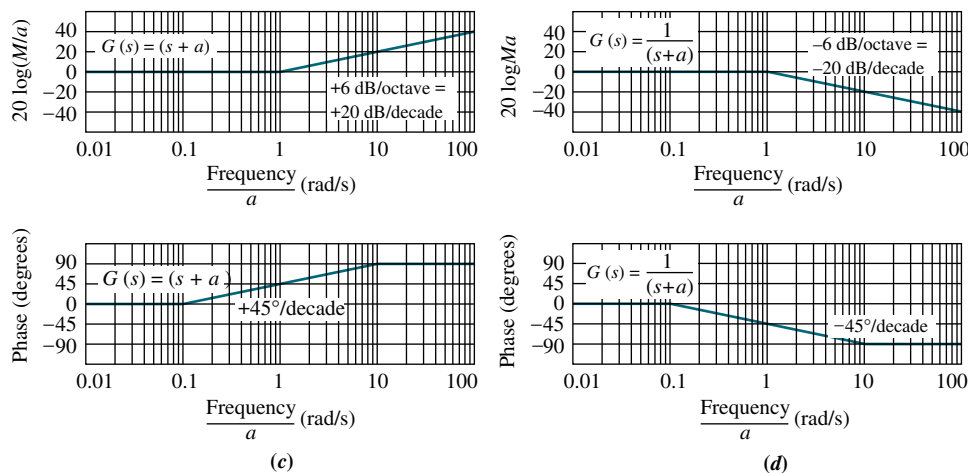 20 log(M/a)
40
20
0
−20
−40
G (s) = (s + a)
+6 dB/octave =
+20 dB/decade
0.01 0.1 1 10 100
Frequency
a
(rad/s)
Phase (degrees)
90
45
0
−45
−90
G (s) = (s + a )
+45°/decade
0.01 0.1 1 10 100
Frequency
a
(rad/s)
(c)
20 logMa
40
20
0
−20
−40
G (s) = 1
(s+a)
−6 dB/octave =
−20 dB/decade
0.01 0.1 1 10 100
Frequency
a
(rad/s)
Phase (degrees)
90
45
0
−45
−90
G (s) = 1
(s+a)
−45°/decade
0.01 0.1 1 10 100
Frequency
a
(rad/s)
(d)